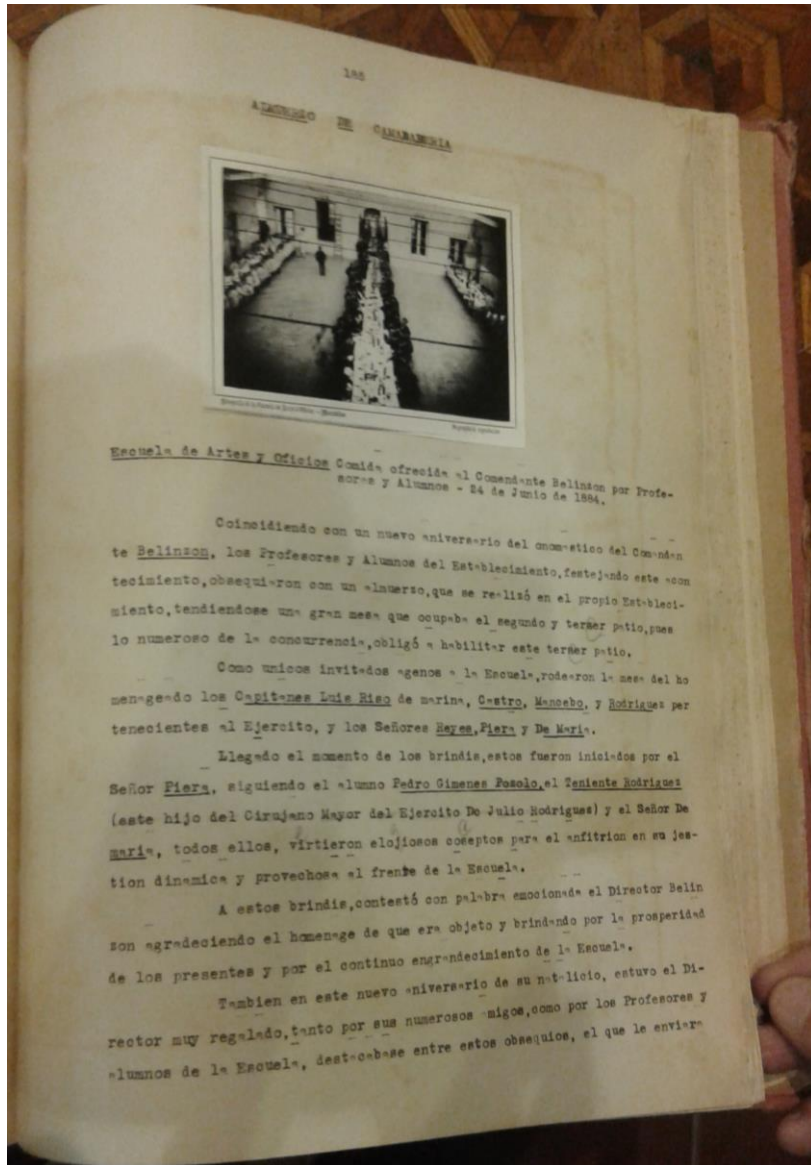 188
ALMUERZO DE CAMARADERIA
Escuela de Artes y Oficios Comida ofrecida al Comandante Belinzon por Profe-
sores y Alumnos - 24 de Junio de 1884.
Coincidiendo con un nuevo aniversario del onomastico del Comandan
te Belinzon, los Profesores y Alumnos del Establecimiento, festejando este acon
tecimiento, obsequiaron con un almuerzo, que se realizó en el propio Estableci-
miento, tendiendose una gran mesa que ocupaba el segundo y terser patio, pues
lo numeroso de la concurrencia, obligó a habilitar este terser patio.
Como unicos invitados agenos a la Escuela, rodearon la mesa del ho
menageado los Capitanes Luis Riso de marina, Castro, Mancebo, y Rodriguez per
tenecientes al Ejercito, y los Señores Reyes, Piera y De Maria.
Llegado el momento de los brindis, estos fueron iniciados por el
Señor Piera, siguiendo el alumno Pedro Gimenes Posolo, el Teniente Rodriguez
(este hijo del Cirujano Mayor del Ejercito Do Julio Rodrigues) y el Señor De
maria, todos ellos, virtieron elojiosos coseptos para el anfitrion en su jes-
tion dinamica y provechosa al frente de la Escuela.
A estos brindis, contestó con palabra emocionada el Director Belin
zon agradeciendo el homenage de que era objeto y brindando por la prosperidad
de los presentes y por el continuo engrandecimiento de la Escuela.
Tambien en este nuevo aniversario de su natalicio, estuvo el Di-
rector muy regalado, tanto por sus numerosos amigos, como por los Profesores y
alumnos de la Escuela, destacabase entre estos obsequios, el que le enviara